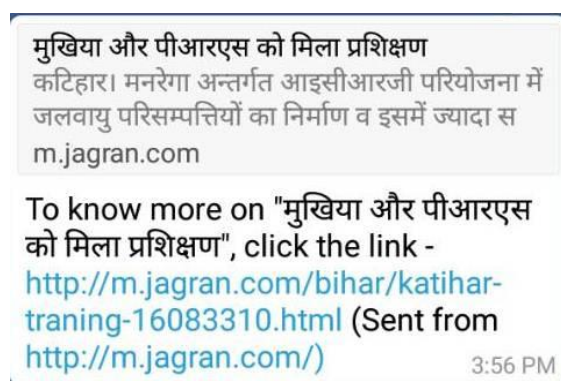 मुखिया और पीआरएस को मिला प्रशिक्षण
कटिहार। मनरेगा अन्तर्गत आइसीआरजी परियोजना में
जलवायु परिसम्पत्तियों का निर्माण व इसमें ज्यादा स
m.jagran.com
To know more on "मुखिया और पीआरएस
को मिला प्रशिक्षण", click the link -
http://m.jagran.com/bihar/katihar-
traning-16083310.html (Sent from
http://m.jagran.com/)
3:56 PM